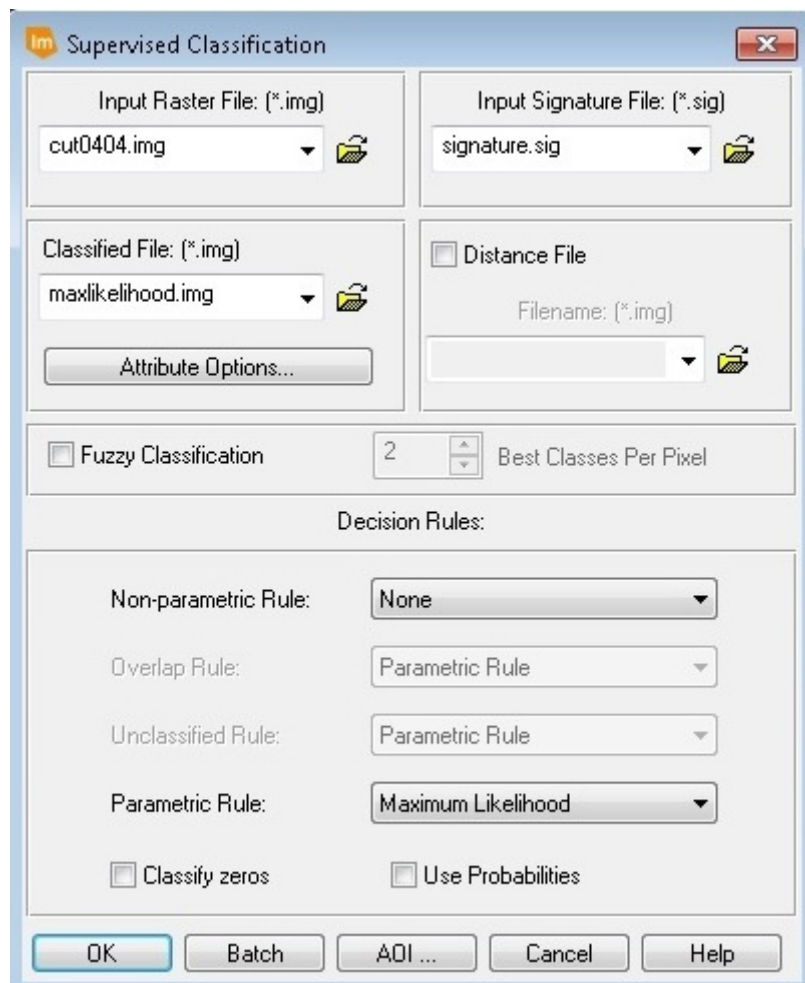 Im Supervised Classification
Input Raster File: (*.img)
Input Signature File: (*.sig)
cut0404.img
signature.sig
Classified File: (*.img)
Distance File
maxlikelihood.img
Filename: (*.img)
Attribute Options...
Fuzzy Classification
2
Best Classes Per Pixel
Decision Rules:
Non-parametric Rule:
None
Overlap Rule:
Parametric Rule
Unclassified Rule:
Parametric Rule
Parametric Rule:
Maximum Likelihood
Classify zeros
Use Probabilities
OK
Batch
AOI ...
Cancel
Help